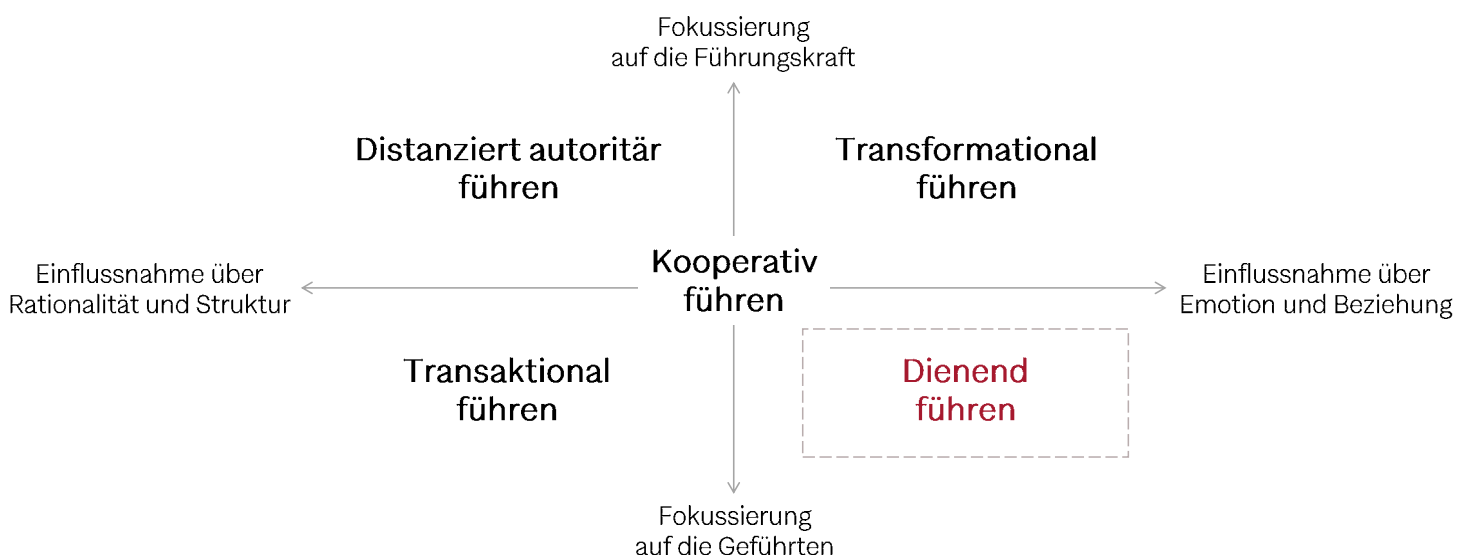 Fokussierung
auf die Führungskraft
Distanziert autoritär
führen
Transformational
führen
Einflussnahme über
Rationalität und Struktur
Kooperativ
führen
Einflussnahme über
Emotion und Beziehung
Transaktional
führen
Dienend
führen
Fokussierung
auf die Geführten